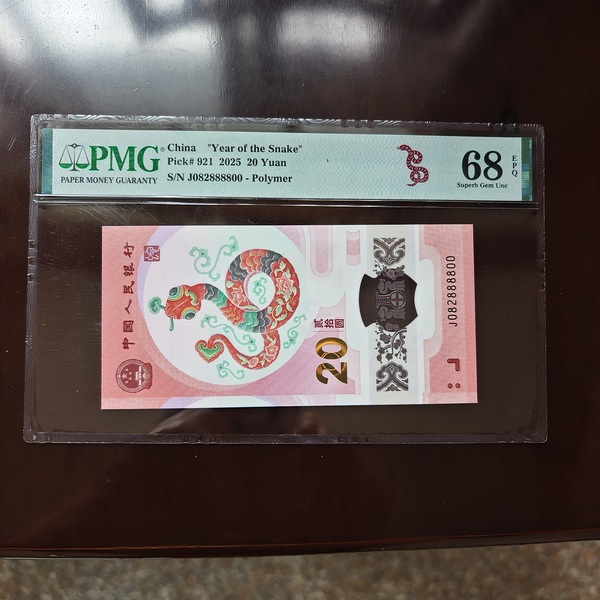 PMG
PAPER MONEY GUARANTY
China "Year of the Snake"
Pick# 921 2025 20 Yuan
S/N J082888800 - Polymer
68
EPQ
Superb Gem Unc
中国人民银行
贰拾圆
20
J082888800